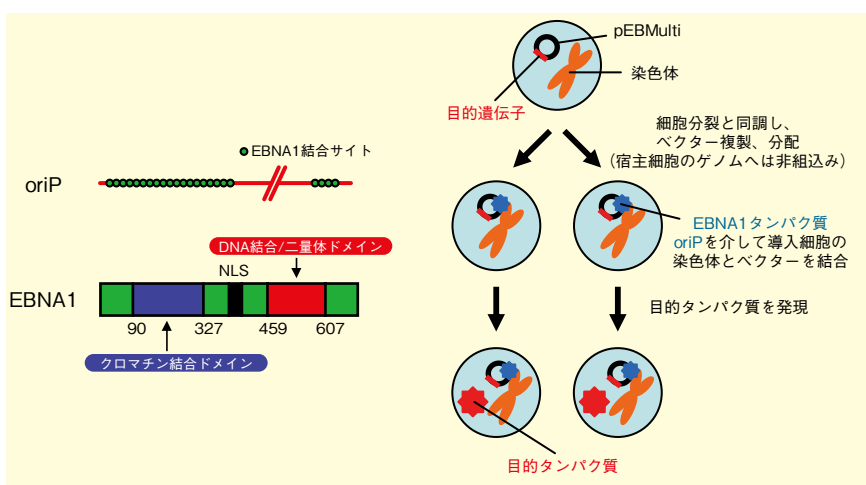 EBNA1結合サイト
oriP
DNA結合/二量体ドメイン
NLS
EBNA1
90
327
459
607
クロマチン結合ドメイン
pEBMulti
染色体
目的遺伝子
細胞分裂と同調し、
ベクター複製、分配
(宿主細胞のゲノムへは非組込み)
EBNA1タンパク質
oriPを介して導入細胞の
染色体とベクターを結合
目的タンパク質を発現
目的タンパク質